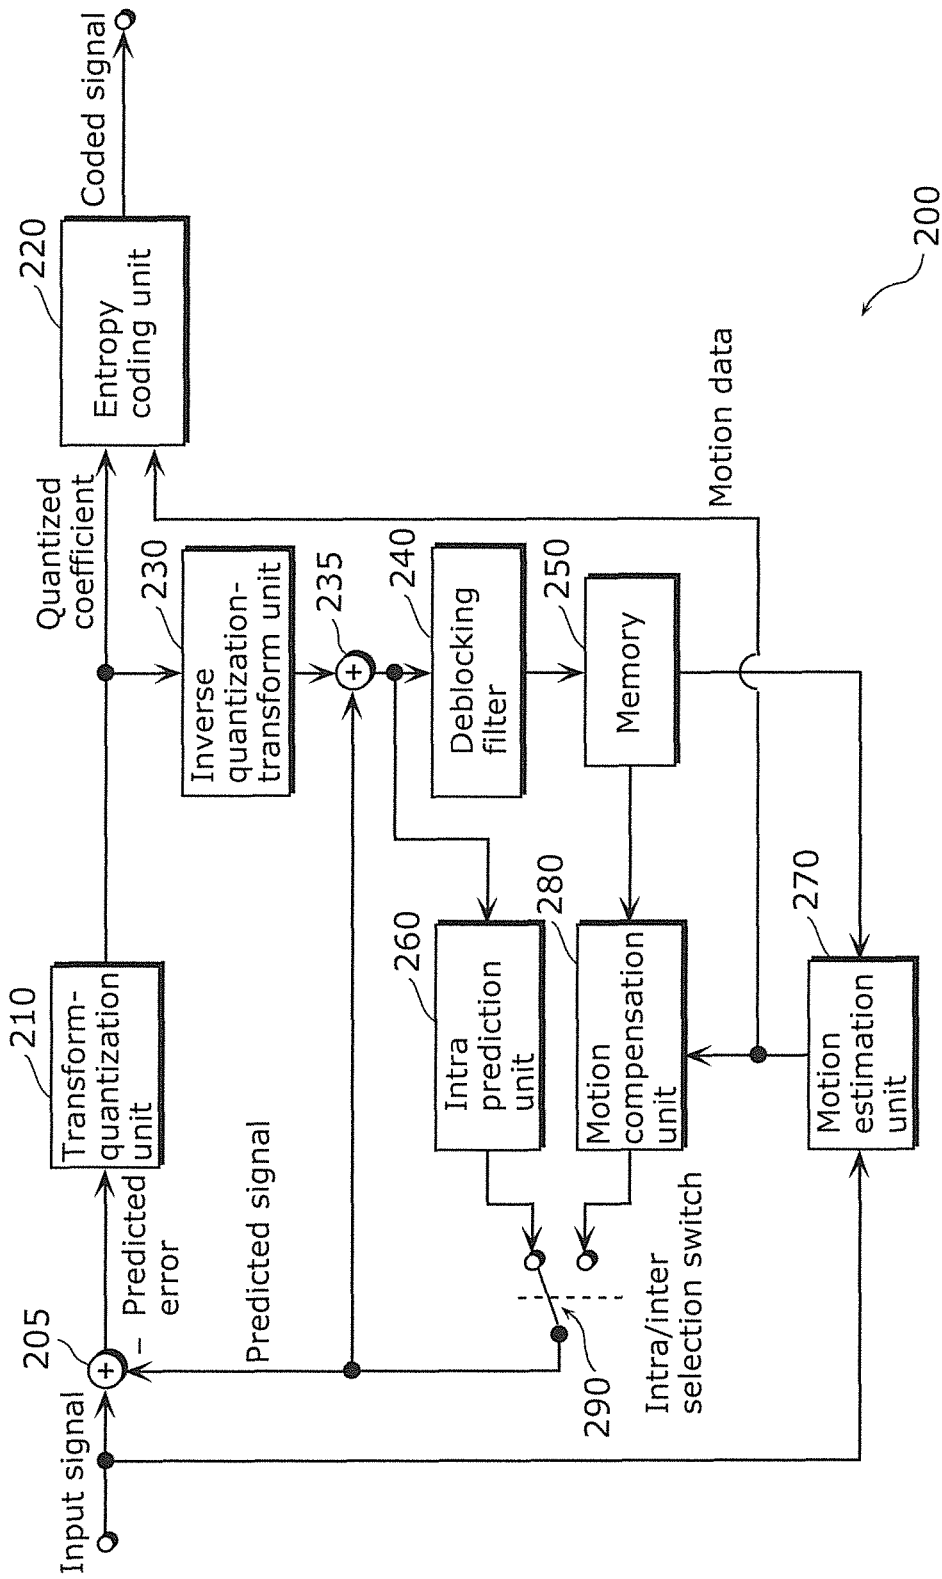 Input signal
205
+
−
Predicted
error
210
Transform-
quantization
unit
Quantized
coefficient
220
Entropy
coding unit
Coded signal
Predicted signal
230
Inverse
quantization-
transform unit
235
+
240
Deblocking
filter
250
Memory
260
Intra
prediction
unit
280
Motion
compensation
unit
290
Intra/inter
selection switch
270
Motion
estimation
unit
Motion data
200